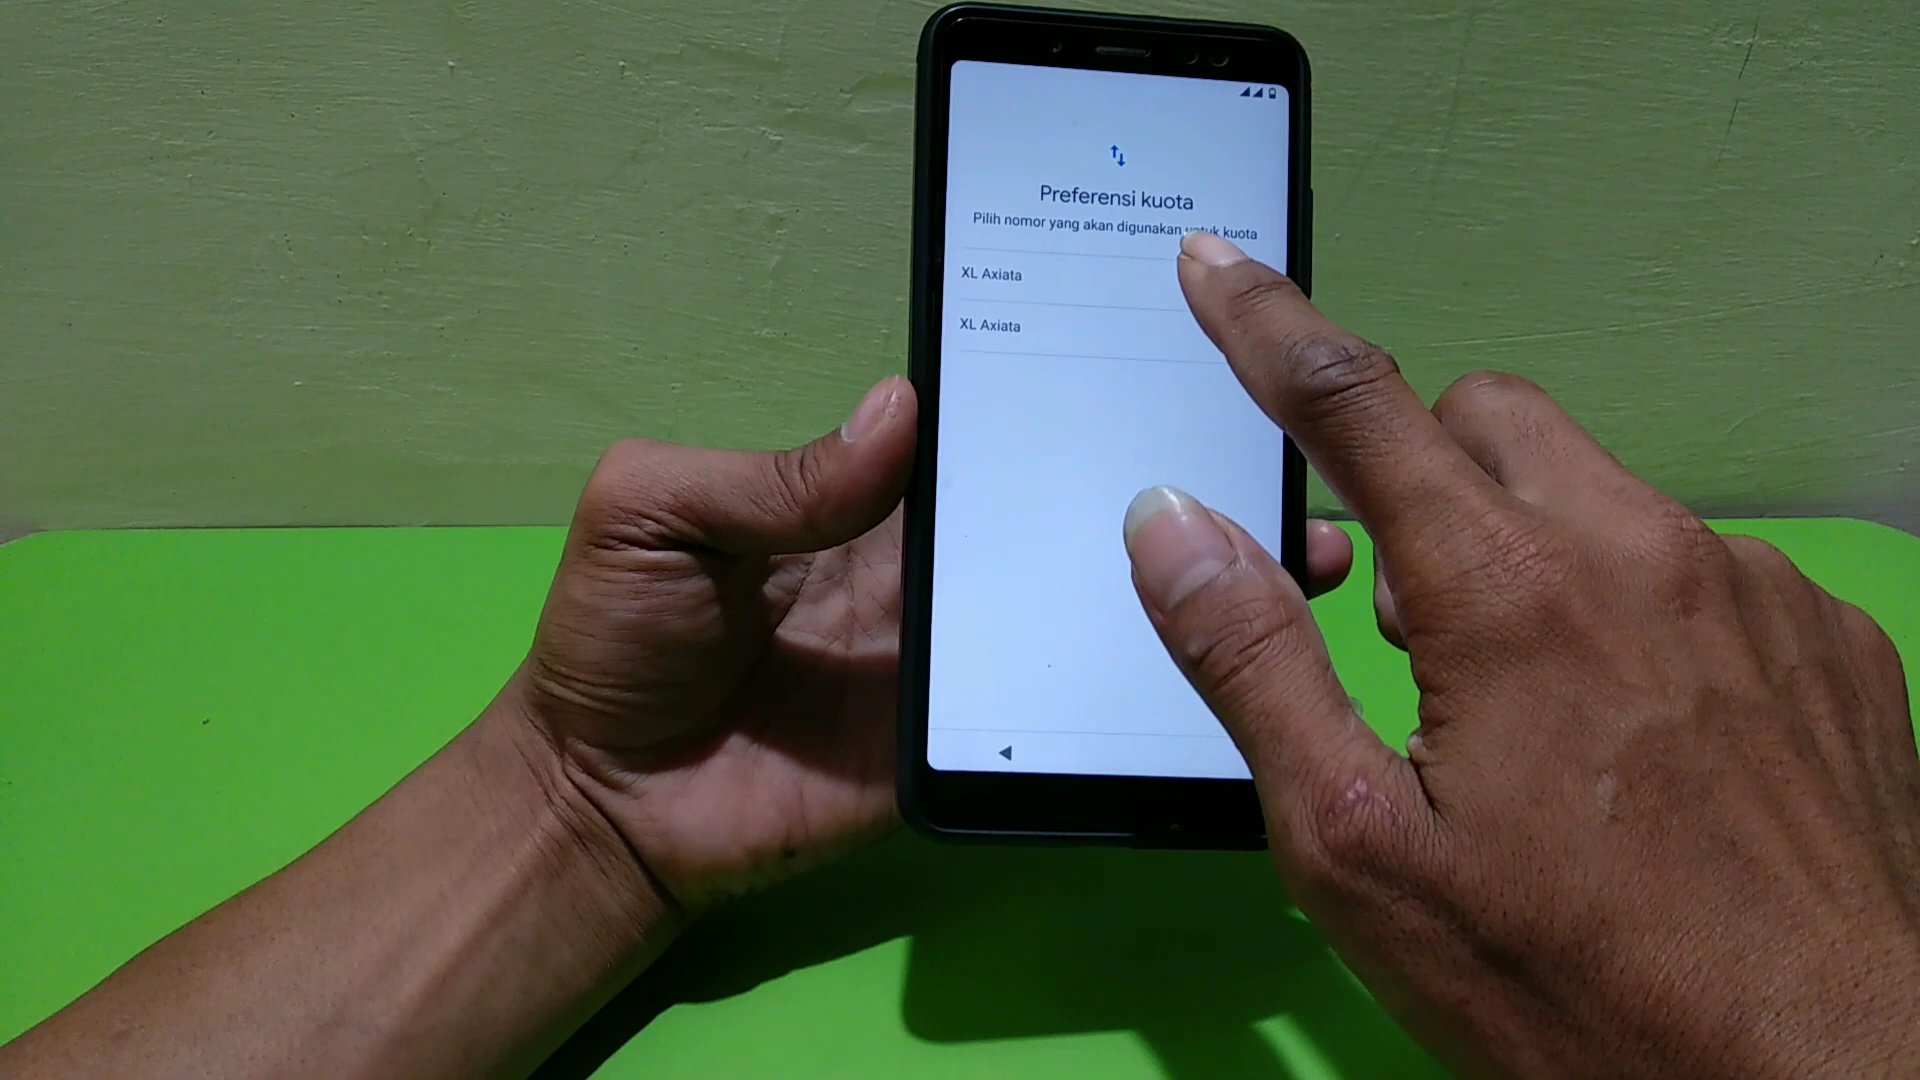 Preferensi kuota
Pilih nomor yang akan digunakan untuk kuota
XL Axiata
XL Axiata